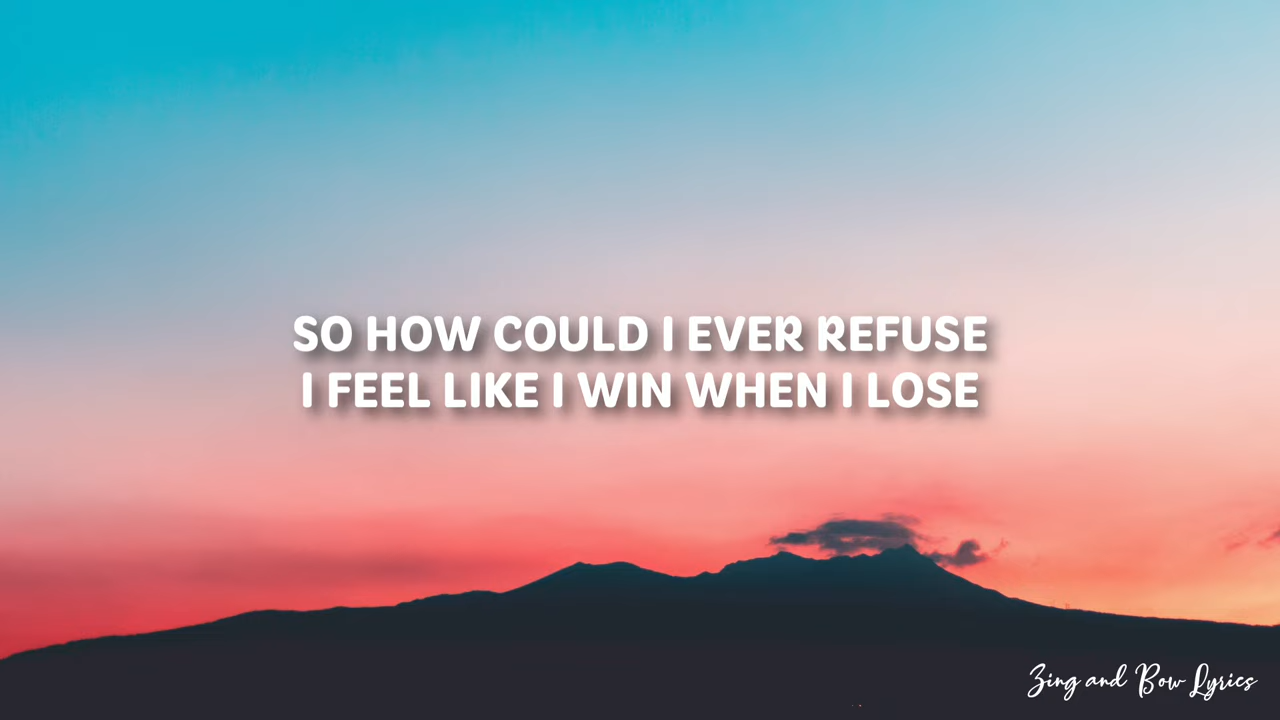 SO HOW COULD I EVER REFUSE
I FEEL LIKE I WIN WHEN I LOSE
Zing and Bow Lyrics